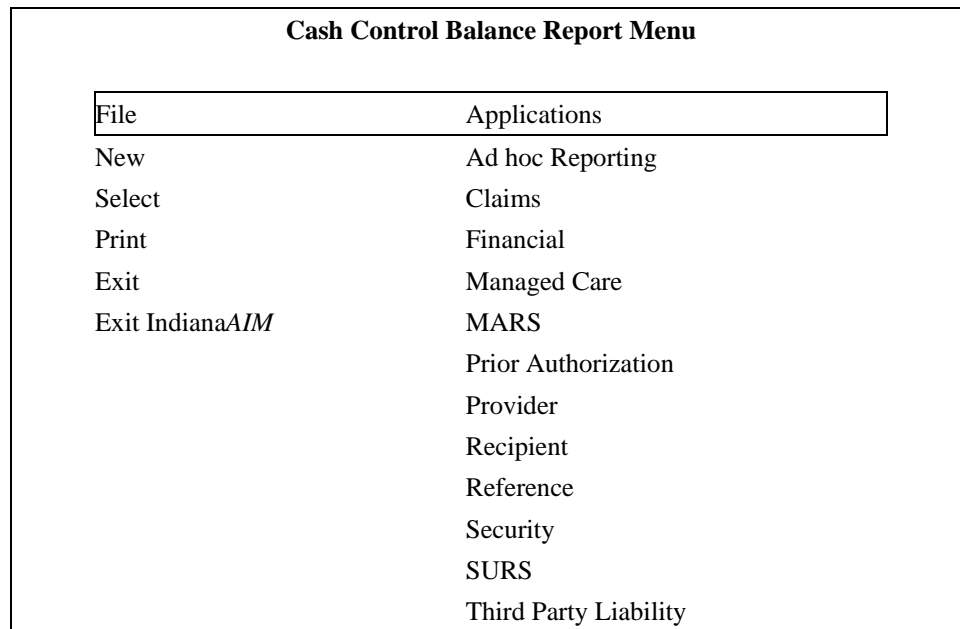 Cash Control Balance Report Menu
File Applications
New Ad hoc Reporting
Select Claims
Print Financial
Exit Managed Care
Exit IndianaAIM MARS
Prior Authorization
Provider
Recipient
Reference
Security
SURS
Third Party Liability